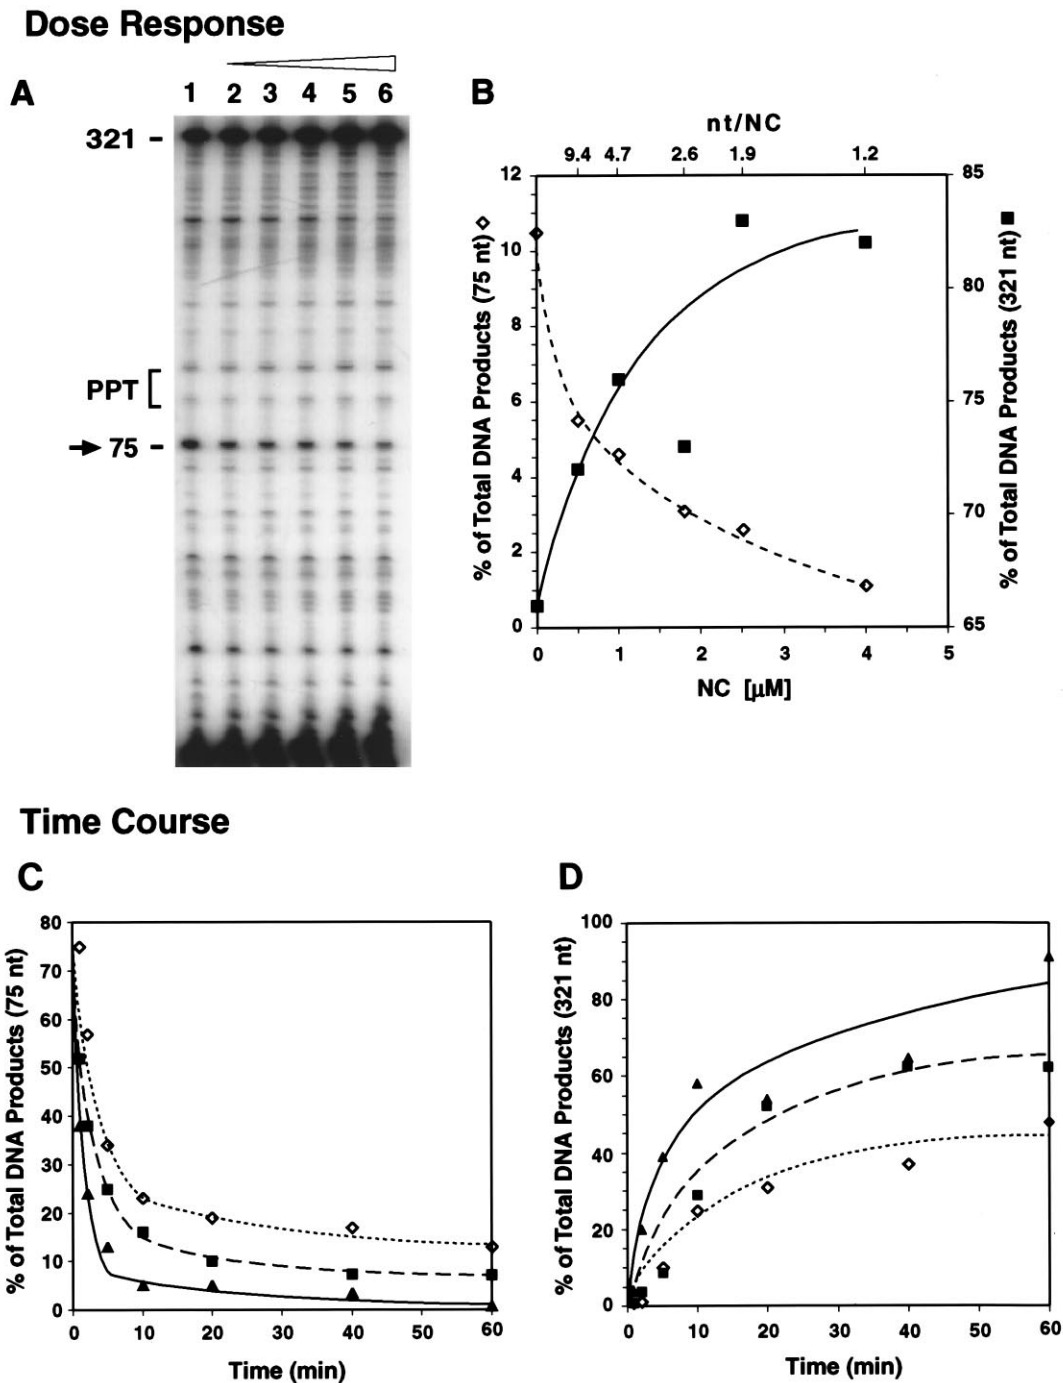 Dose Response
A
1 2 3 4 5 6
321
PPT
75
B
nt/NC
9.4 4.7 2.6 1.9 1.2
% of Total DNA Products (75 nt)
12
10
8
6
4
2
0
85
80
75
70
65
% of Total DNA Products (321 nt)
0 1 2 3 4 5
NC [µM]
Time Course
C
% of Total DNA Products (75 nt)
80
70
60
50
40
30
20
10
0
0 10 20 30 40 50 60
Time (min)
D
% of Total DNA Products (321 nt)
100
80
60
40
20
0
0 10 20 30 40 50 60
Time (min)